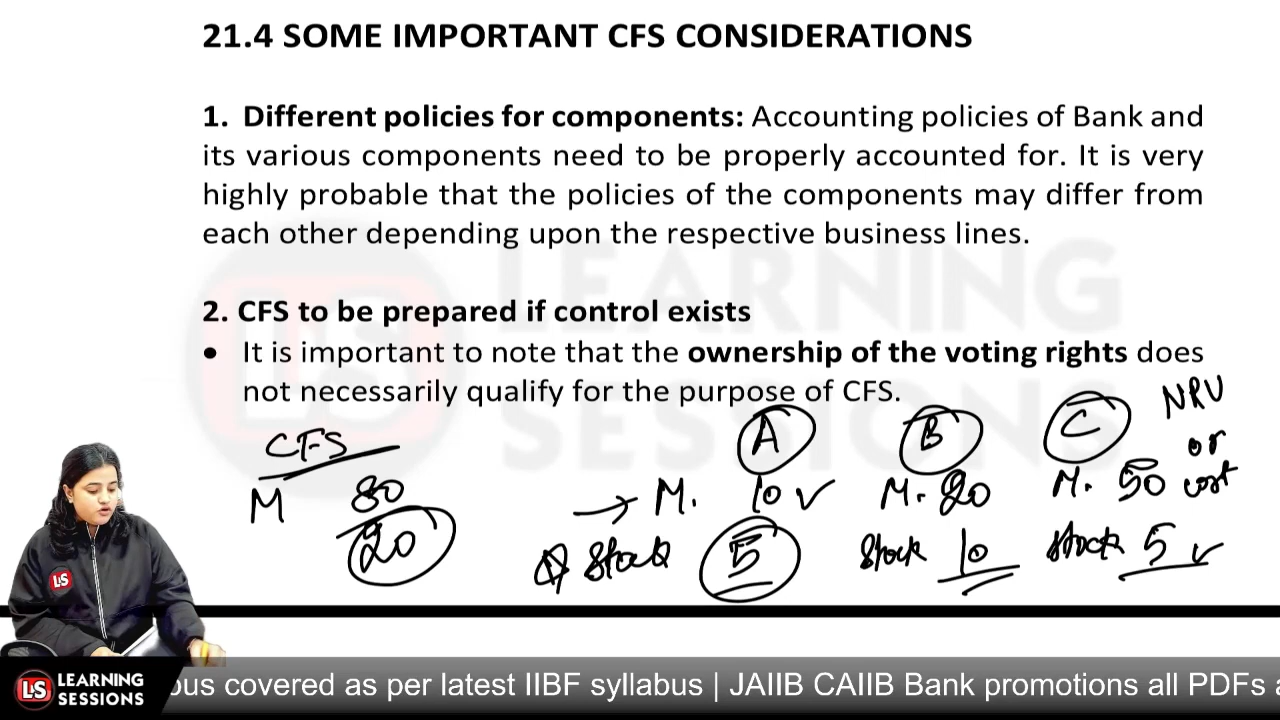 21.4 SOME IMPORTANT CFS CONSIDERATIONS
1. Different policies for components: Accounting policies of Bank and
its various components need to be properly accounted for. It is very
highly probable that the policies of the components may differ from
each other depending upon the respective business lines.
2. CFS to be prepared if control exists
• It is important to note that the ownership of the voting rights does
not necessarily qualify for the purpose of CFS.
CFS A B C NRV
or
M 80 → M. 10 ✓ M. 20 M. 50 cost
20 Stock 5 Stock 10 Stock 5 ✓
LS
LS LEARNING SESSIONS
ous covered as per latest IIBF syllabus | JAIIB CAIIB Bank promotions all PDFs a
LS LEARNING
SESSIONS